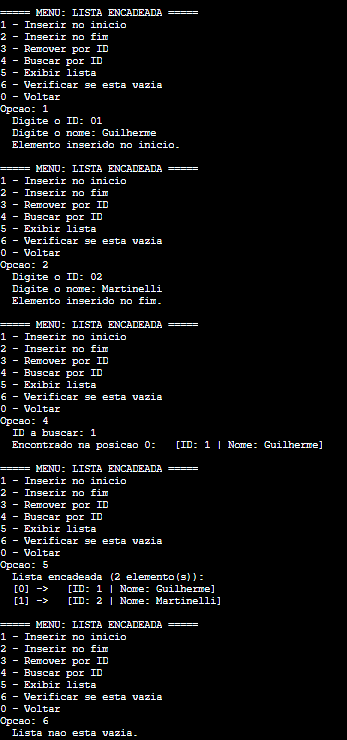 ===== MENU: LISTA ENCADEADA =====
1 - Inserir no inicio
2 - Inserir no fim
3 - Remover por ID
4 - Buscar por ID
5 - Exibir lista
6 - Verificar se esta vazia
0 - Voltar
Opcao: 1
Digite o ID: 01
Digite o nome: Guilherme
Elemento inserido no inicio.
===== MENU: LISTA ENCADEADA =====
1 - Inserir no inicio
2 - Inserir no fim
3 - Remover por ID
4 - Buscar por ID
5 - Exibir lista
6 - Verificar se esta vazia
0 - Voltar
Opcao: 2
Digite o ID: 02
Digite o nome: Martinelli
Elemento inserido no fim.
===== MENU: LISTA ENCADEADA =====
1 - Inserir no inicio
2 - Inserir no fim
3 - Remover por ID
4 - Buscar por ID
5 - Exibir lista
6 - Verificar se esta vazia
0 - Voltar
Opcao: 4
ID a buscar: 1
Encontrado na posicao 0:   [ID: 1 | Nome: Guilherme]
===== MENU: LISTA ENCADEADA =====
1 - Inserir no inicio
2 - Inserir no fim
3 - Remover por ID
4 - Buscar por ID
5 - Exibir lista
6 - Verificar se esta vazia
0 - Voltar
Opcao: 5
Lista encadeada (2 elemento(s)):
[0] ->   [ID: 1 | Nome: Guilherme]
[1] ->   [ID: 2 | Nome: Martinelli]
===== MENU: LISTA ENCADEADA =====
1 - Inserir no inicio
2 - Inserir no fim
3 - Remover por ID
4 - Buscar por ID
5 - Exibir lista
6 - Verificar se esta vazia
0 - Voltar
Opcao: 6
Lista nao esta vazia.